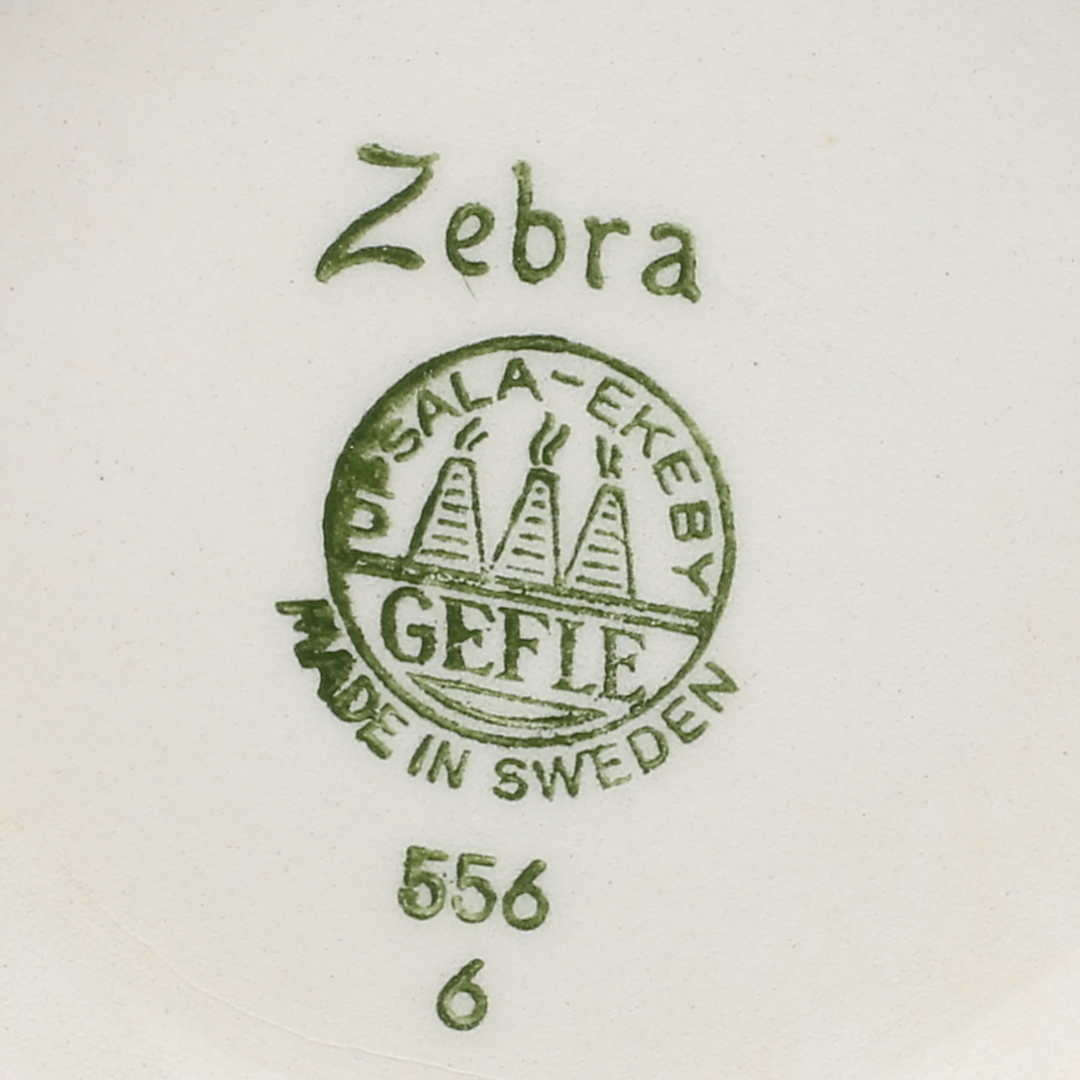 Zebra
UPSALA-EKEBY
GEFLE
MADE IN SWEDEN
556
6